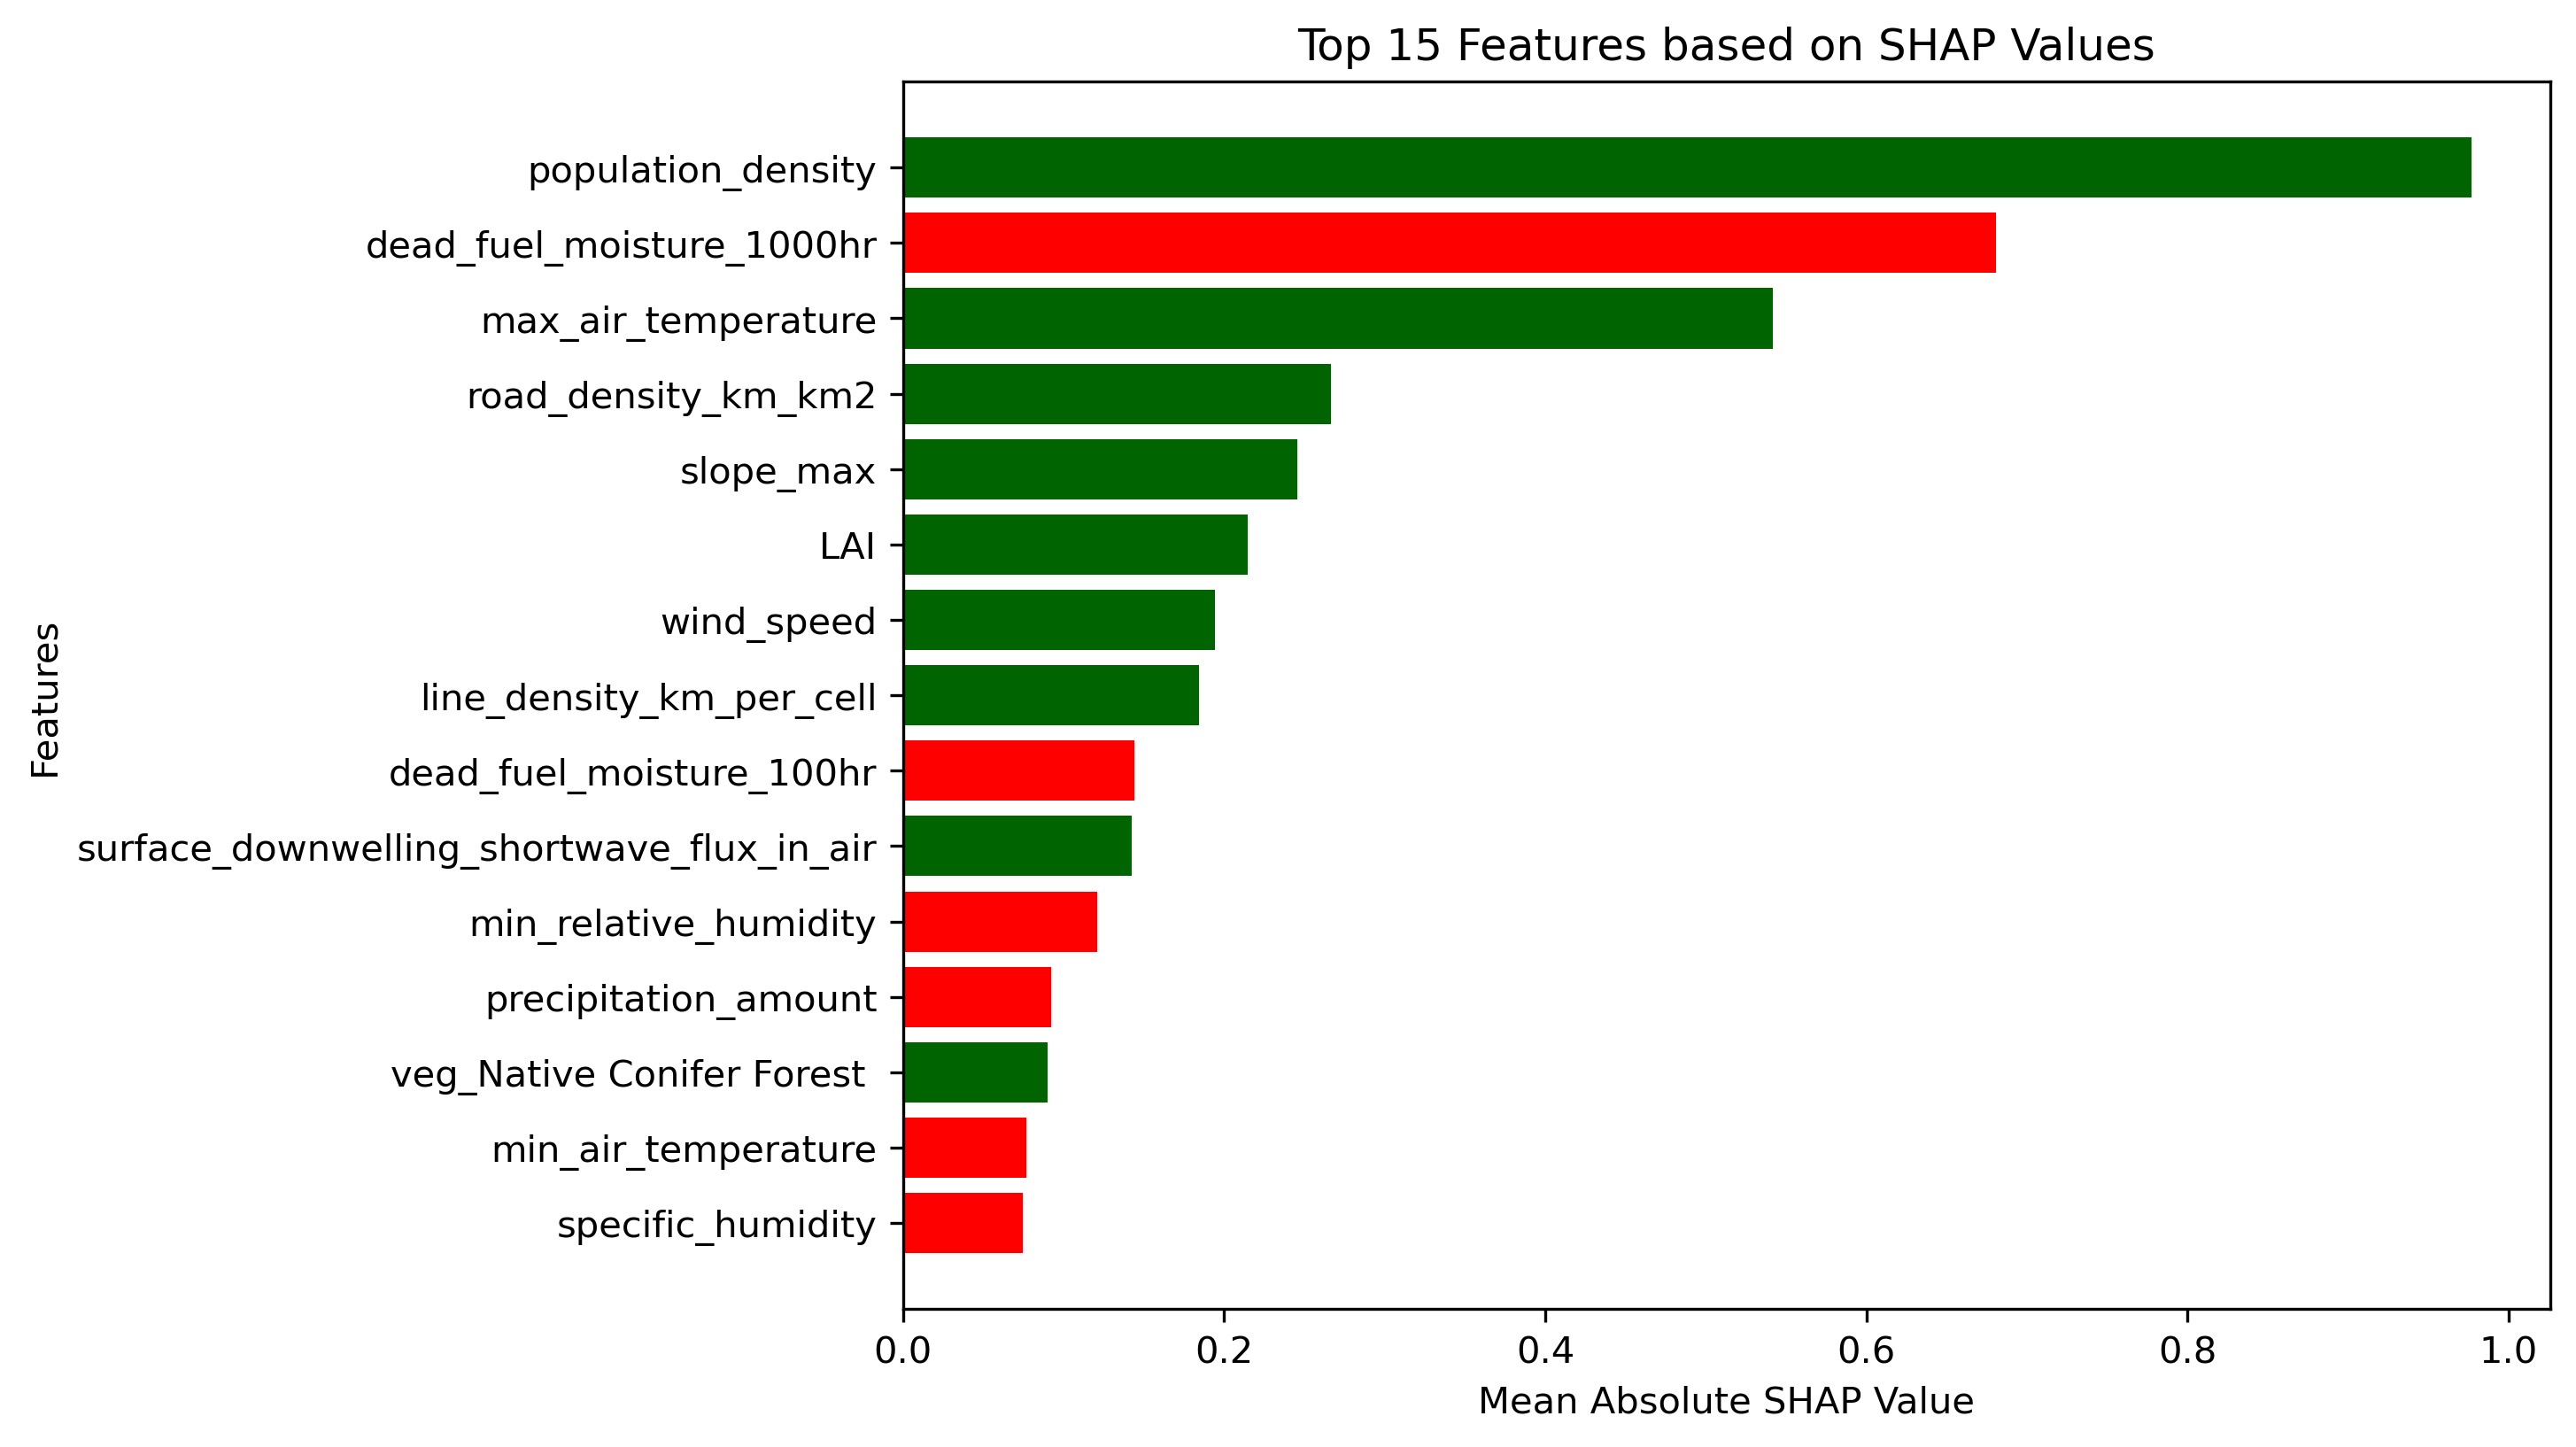 Top 15 Features based on SHAP Values
Features
population_density
dead_fuel_moisture_1000hr
max_air_temperature
road_density_km_km2
slope_max
LAI
wind_speed
line_density_km_per_cell
dead_fuel_moisture_100hr
surface_downwelling_shortwave_flux_in_air
min_relative_humidity
precipitation_amount
veg_Native Conifer Forest
min_air_temperature
specific_humidity
0.0 0.2 0.4 0.6 0.8 1.0
Mean Absolute SHAP Value